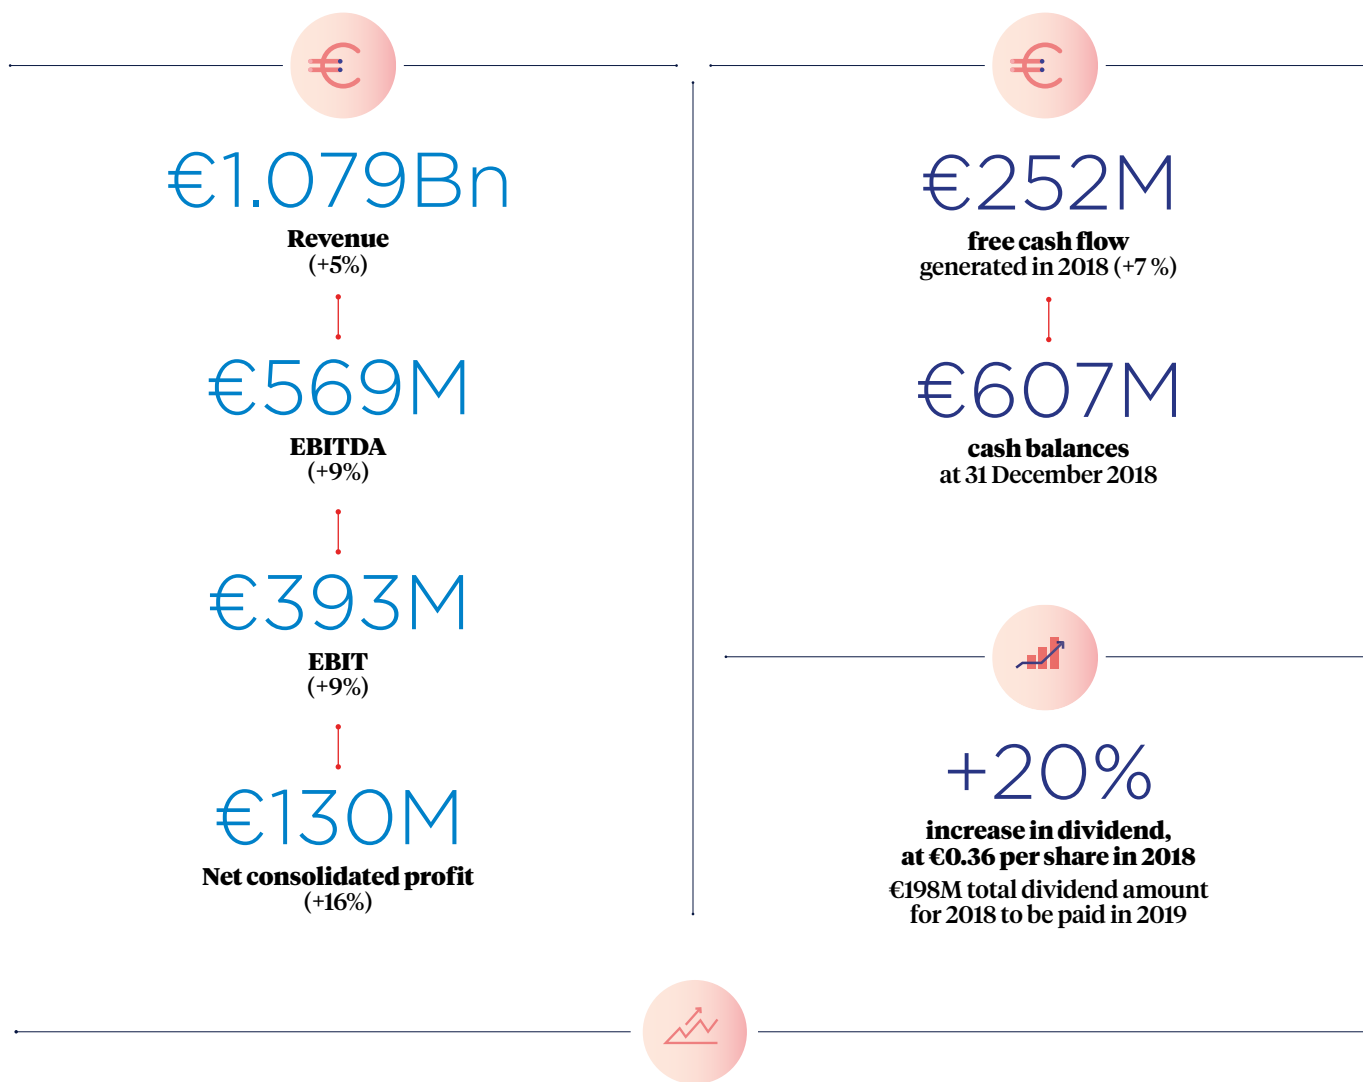 €1.079Bn
Revenue
(+5%)
€569M
EBITDA
(+9%)
€393M
EBIT
(+9%)
€130M
Net consolidated profit
(+16%)
€252M
free cash flow
generated in 2018 (+7 %)
€607M
cash balances
at 31 December 2018
+20%
increase in dividend,
at €0.36 per share in 2018
€198M total dividend amount
for 2018 to be paid in 2019